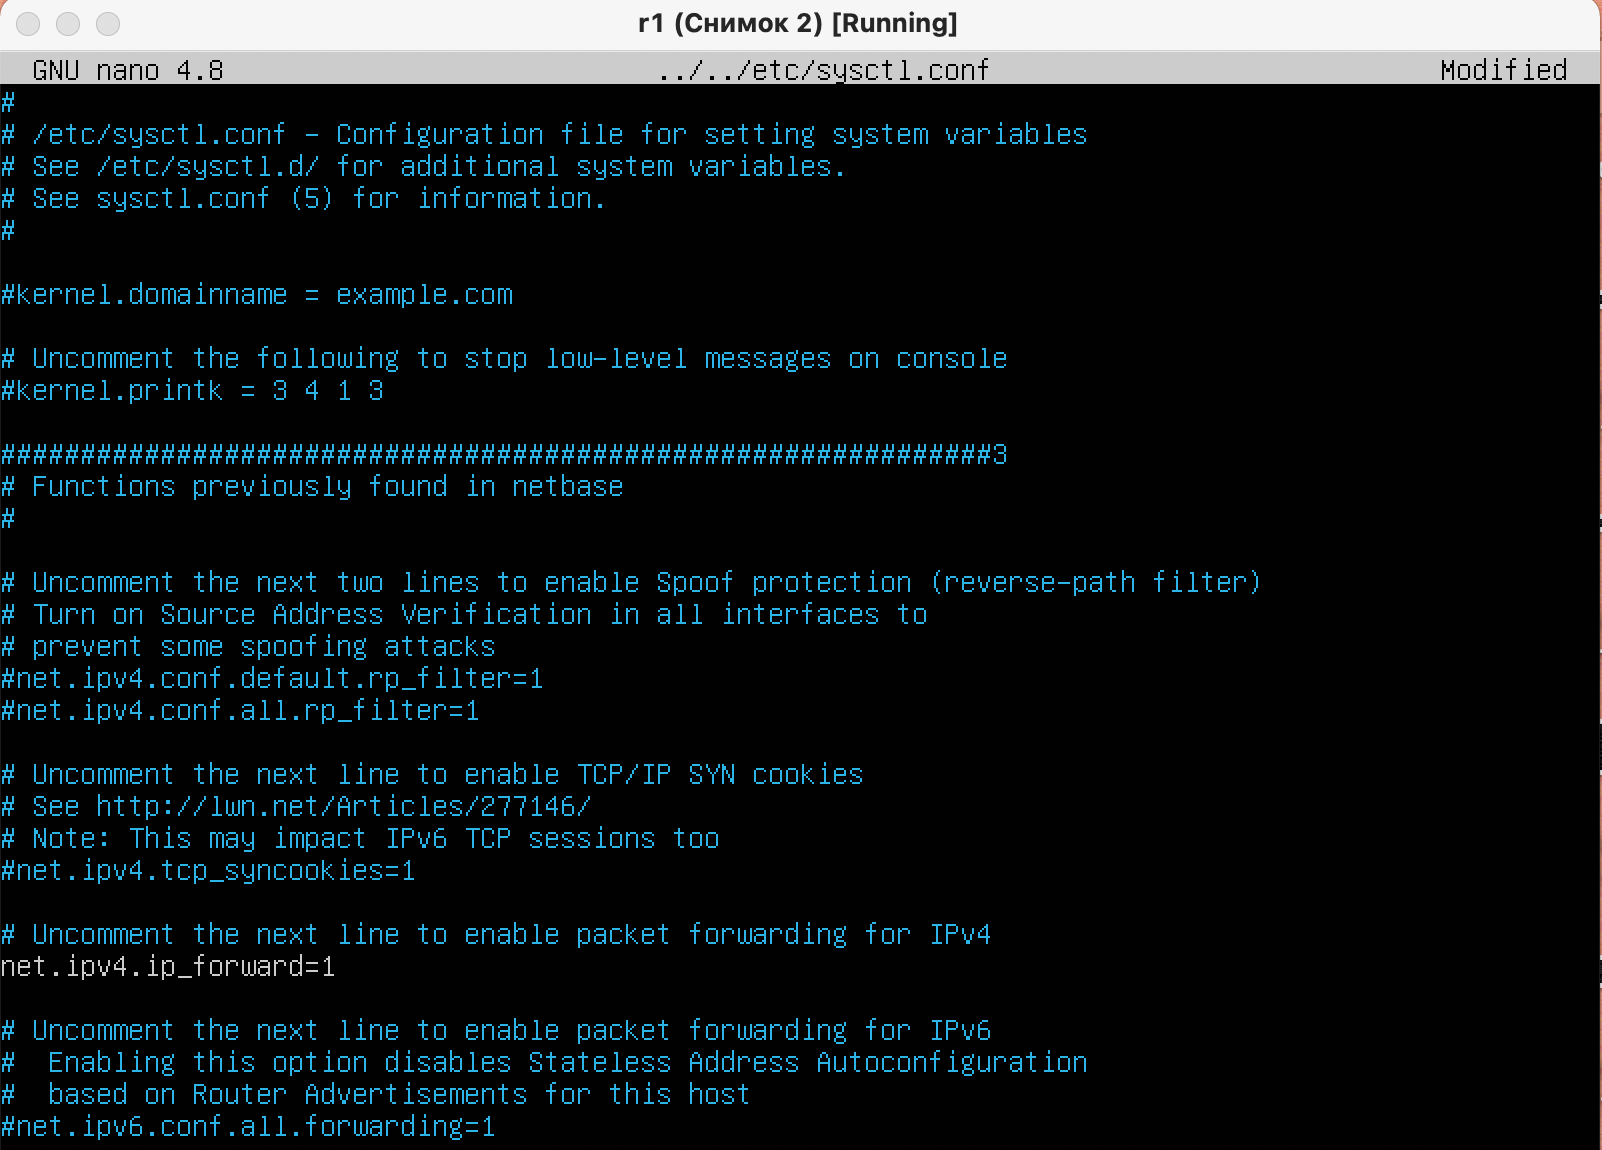 r1 (Снимок 2) [Running]
GNU nano 4.8 ../../etc/sysctl.conf Modified
#
# /etc/sysctl.conf - Configuration file for setting system variables
# See /etc/sysctl.d/ for additional system variables.
# See sysctl.conf (5) for information.
#
#kernel.domainname = example.com
# Uncomment the following to stop low-level messages on console
#kernel.printk = 3 4 1 3
##############################################################3
# Functions previously found in netbase
#
# Uncomment the next two lines to enable Spoof protection (reverse-path filter)
# Turn on Source Address Verification in all interfaces to
# prevent some spoofing attacks
#net.ipv4.conf.default.rp_filter=1
#net.ipv4.conf.all.rp_filter=1
# Uncomment the next line to enable TCP/IP SYN cookies
# See http://lwn.net/Articles/277146/
# Note: This may impact IPv6 TCP sessions too
#net.ipv4.tcp_syncookies=1
# Uncomment the next line to enable packet forwarding for IPv4
net.ipv4.ip_forward=1
# Uncomment the next line to enable packet forwarding for IPv6
#  Enabling this option disables Stateless Address Autoconfiguration
#  based on Router Advertisements for this host
#net.ipv6.conf.all.forwarding=1